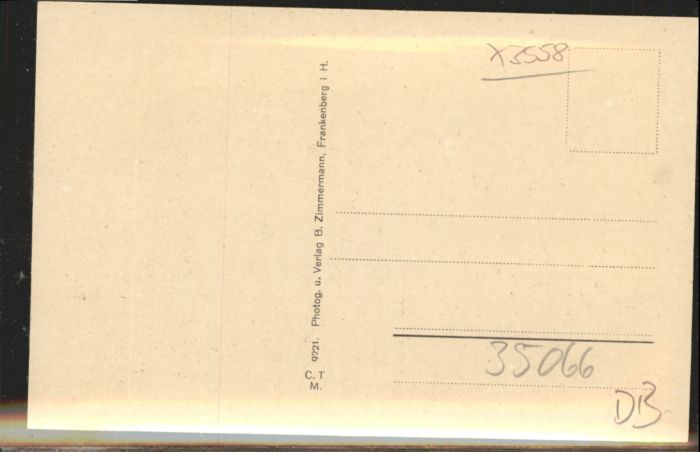 X3558
9221. Photog. u. Verlag B. Zimmermann, Frankenberg i H.
C. T
M.
35066
DB